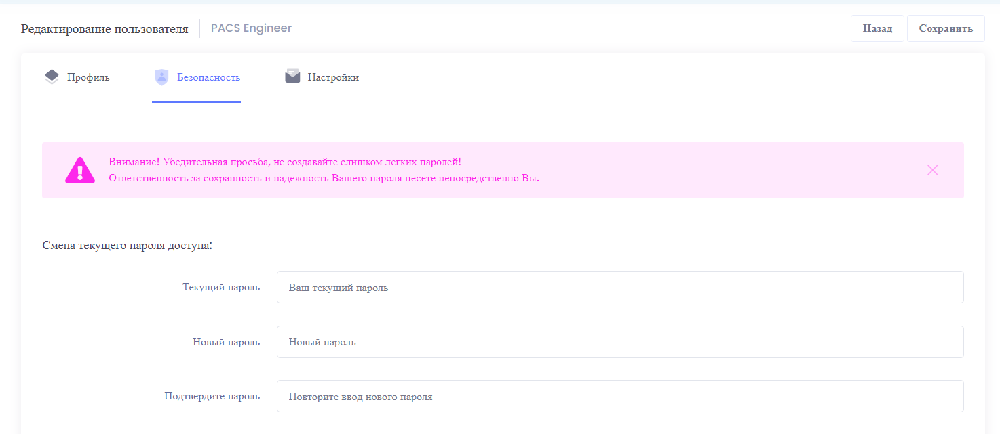 Редактирование пользователя PACS Engineer Назад Сохранить
Профиль Безопасность Настройки
Внимание! Убедительная просьба, не создавайте слишком легких паролей!
Ответственность за сохранность и надежность Вашего пароля несете непосредственно Вы.
Смена текущего пароля доступа:
Текущий пароль Ваш текущий пароль
Новый пароль Новый пароль
Подтвердите пароль Повторите ввод нового пароля